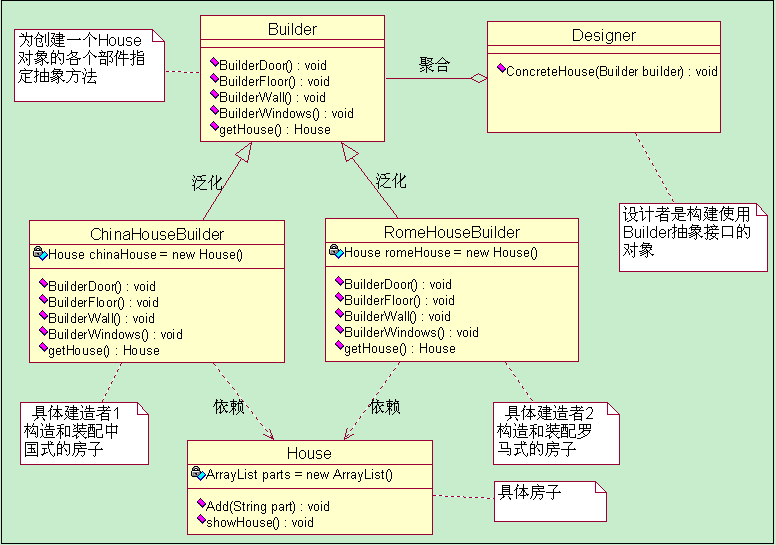 为创建一个House
对象的各个部件指
定抽象方法
Builder
BuilderDoor() : void
BuilderFloor() : void
BuilderWall() : void
BuilderWindows() : void
getHouse() : House
聚合
Designer
ConcreteHouse(Builder builder) : void
设计者是构建使用
Builder抽象接口的
对象
泛化
泛化
ChinaHouseBuilder
House chinaHouse = new House()
BuilderDoor() : void
BuilderFloor() : void
BuilderWall() : void
BuilderWindows() : void
getHouse() : House
RomeHouseBuilder
House romeHouse = new House()
BuilderDoor() : void
BuilderFloor() : void
BuilderWall() : void
BuilderWindows() : void
getHouse() : House
具体建造者1
构造和装配中
国式的房子
依赖
依赖
具体建造者2
构造和装配罗
马式的房子
House
ArrayList parts = new ArrayList()
Add(String part) : void
showHouse() : void
具体房子